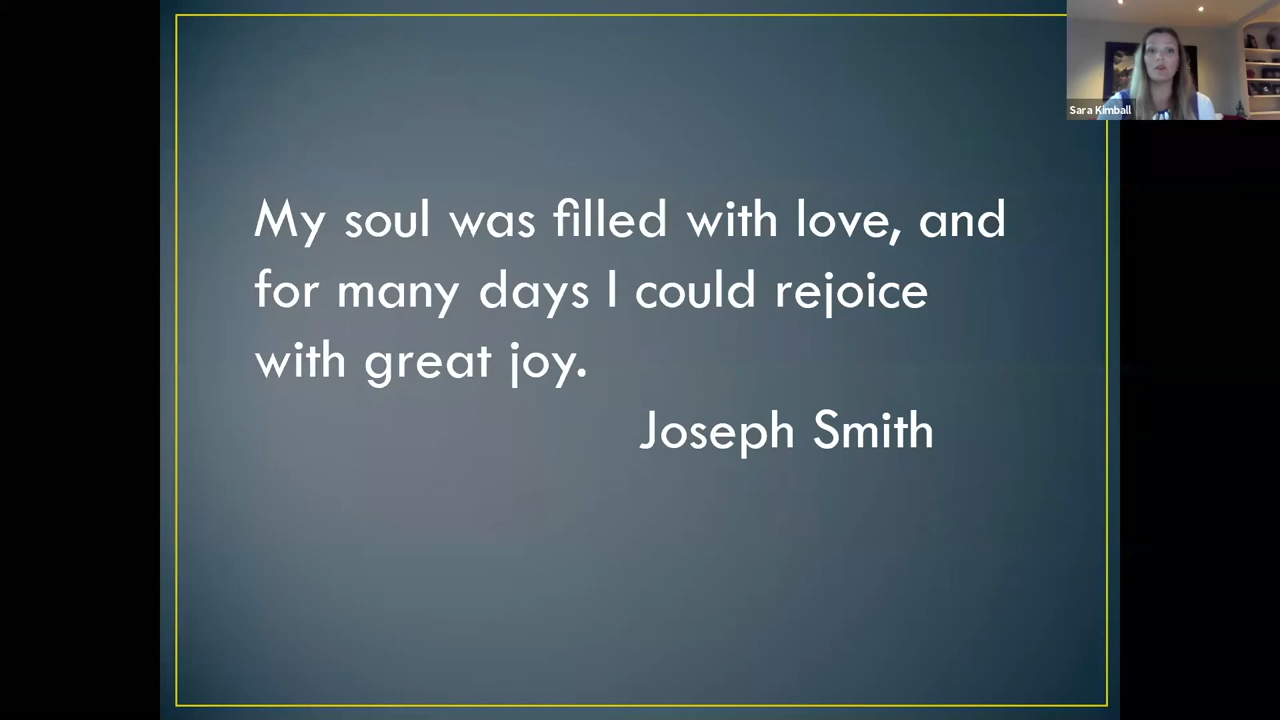 My soul was filled with love, and
for many days I could rejoice
with great joy.
Joseph Smith
Sara Kimball